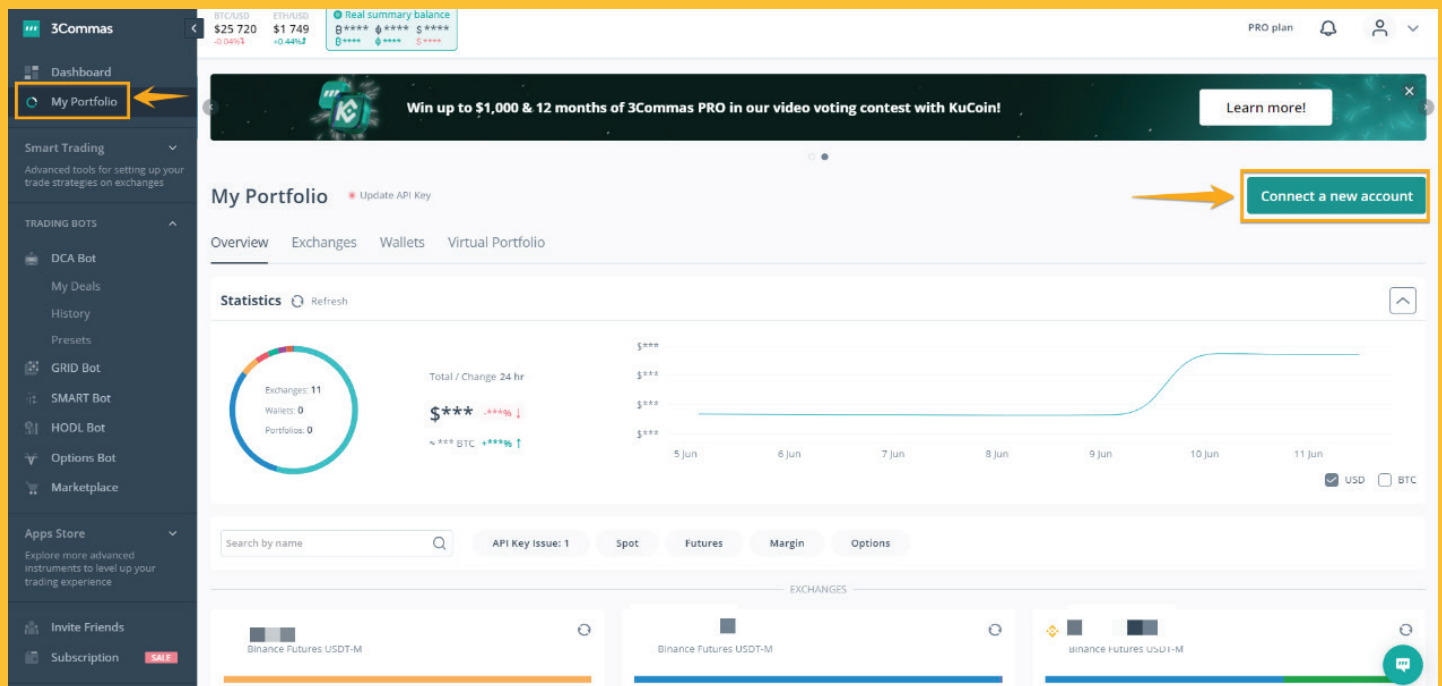 3Commas
BTC/USD
$25 720
-0.04%
ETH/USD
$1 749
+0.44%
Real summary balance
**** **** $****
**** **** $****
PRO plan
Dashboard
My Portfolio
Smart Trading
Advanced tools for setting up your
trade strategies on exchanges
TRADING BOTS
DCA Bot
My Deals
History
Presets
GRID Bot
SMART Bot
HODL Bot
Options Bot
Marketplace
Apps Store
Explore more advanced
instruments to level up your
trading experience
Invite Friends
Subscription SALE
Win up to $1,000 & 12 months of 3Commas PRO in our video voting contest with KuCoin!
Learn more!
My Portfolio
Update API Key
Connect a new account
Overview Exchanges Wallets Virtual Portfolio
Statistics Refresh
Exchanges: 11
Wallets: 0
Portfolios: 0
Total / Change 24 hr
$*** -***% ↓
≈ *** BTC +***% ↑
$***
$***
$***
$***
5 Jun 6 Jun 7 Jun 8 Jun 9 Jun 10 Jun 11 Jun
USD BTC
Search by name
API Key Issue: 1 Spot Futures Margin Options
EXCHANGES
Binance Futures USDT-M Binance Futures USDT-M Binance Futures USDT-M